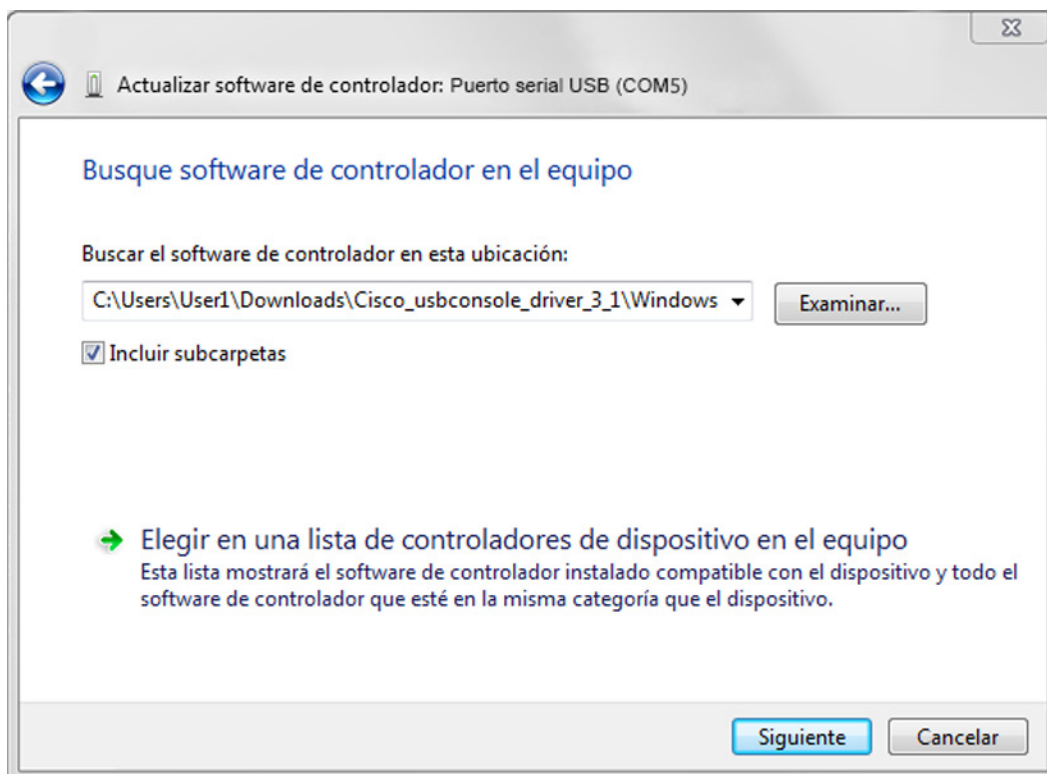 Actualizar software de controlador: Puerto serial USB (COM5)
Busque software de controlador en el equipo
Buscar el software de controlador en esta ubicación:
C:\Users\User1\Downloads\Cisco_usbconsole_driver_3_1\Windows
Examinar...
Incluir subcarpetas
Elegir en una lista de controladores de dispositivo en el equipo
Esta lista mostrará el software de controlador instalado compatible con el dispositivo y todo el
software de controlador que esté en la misma categoría que el dispositivo.
Siguiente
Cancelar